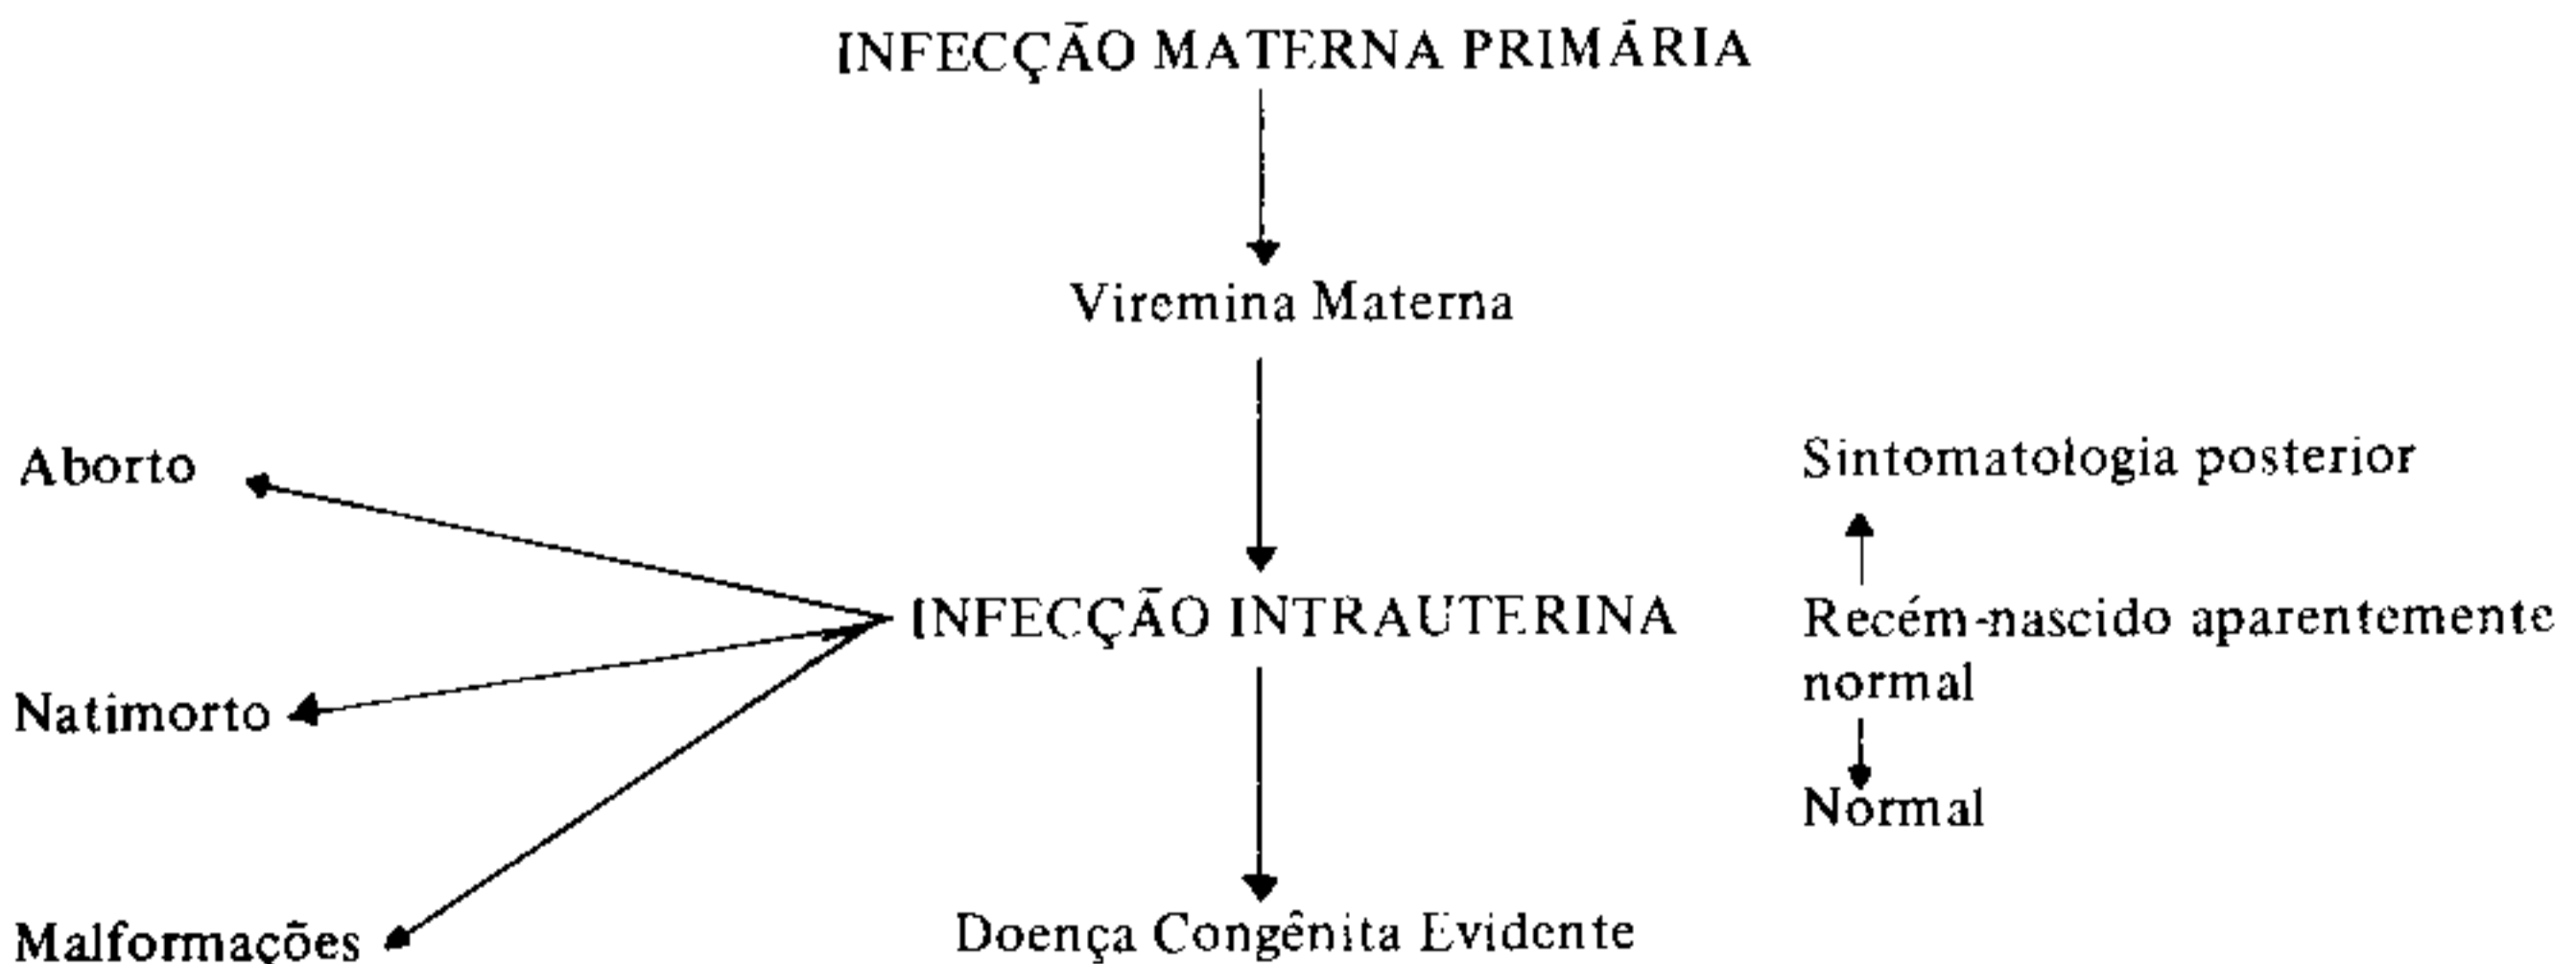 INFECÇÃO MATERNA PRIMÁRIA
Viremina Materna
Aborto
Sintomatologia posterior
INFECÇÃO INTRAUTERINA
Recém-nascido aparentemente
normal
Natimorto
Normal
Malformações
Doença Congênita Evidente